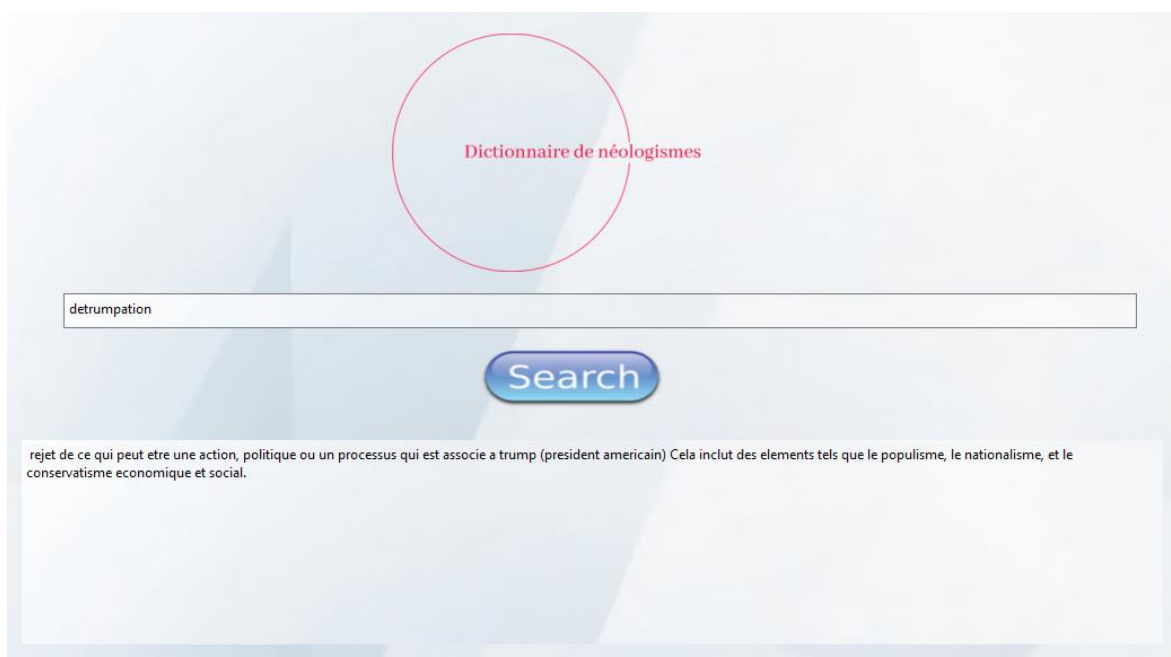 Dictionnaire de néologismes
detrumpation
Search
rejet de ce qui peut etre une action, politique ou un processus qui est associe a trump (president americain) Cela inclut des elements tels que le populisme, le nationalisme, et le
conservatisme economique et social.